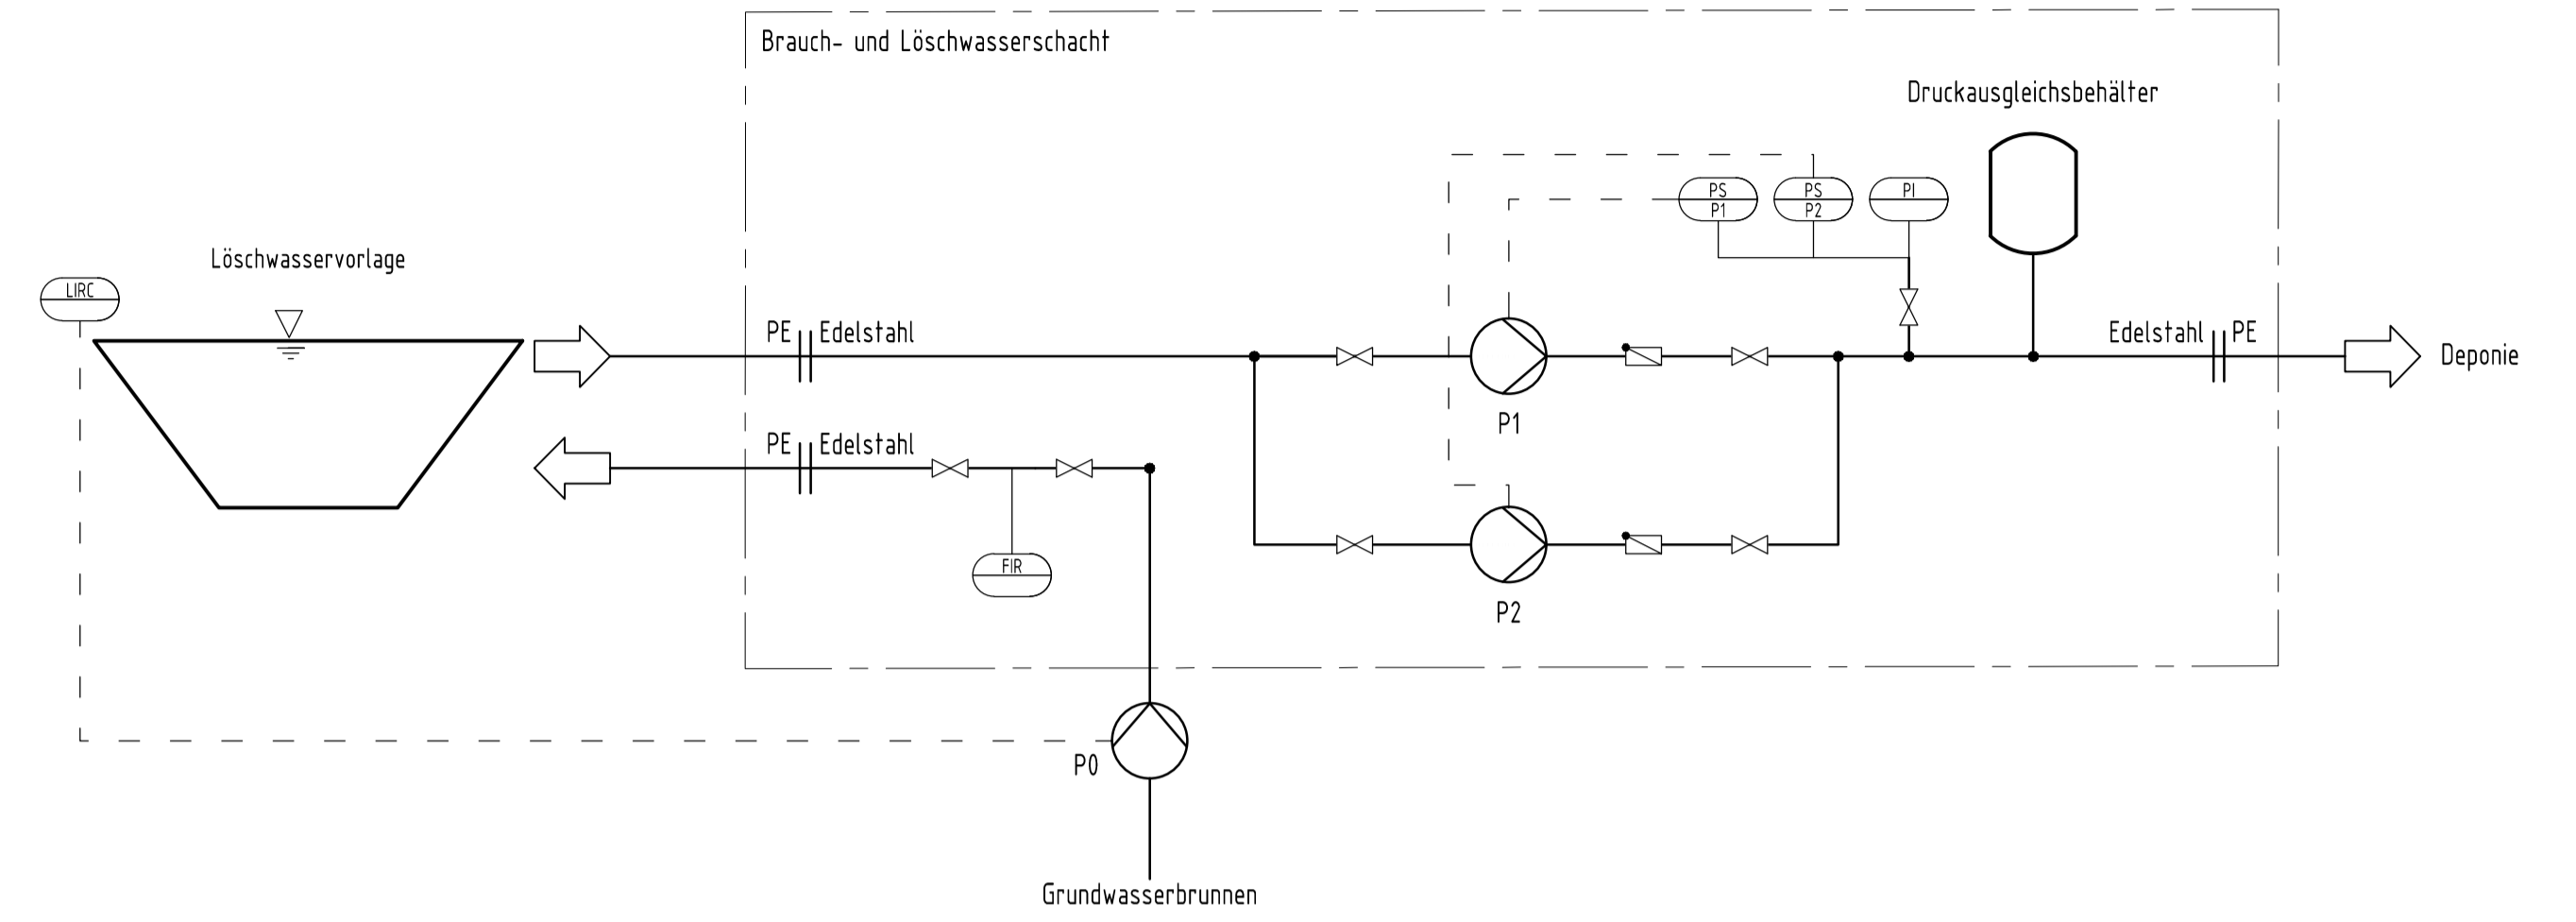 Brauch- und Löschwasserschacht
Druckausgleichsbehälter
PS
P1
PS
P2
PI
Löschwasservorlage
LIRC
PE Edelstahl
Edelstahl PE
Deponie
P1
PE Edelstahl
FIR
P2
P0
Grundwasserbrunnen